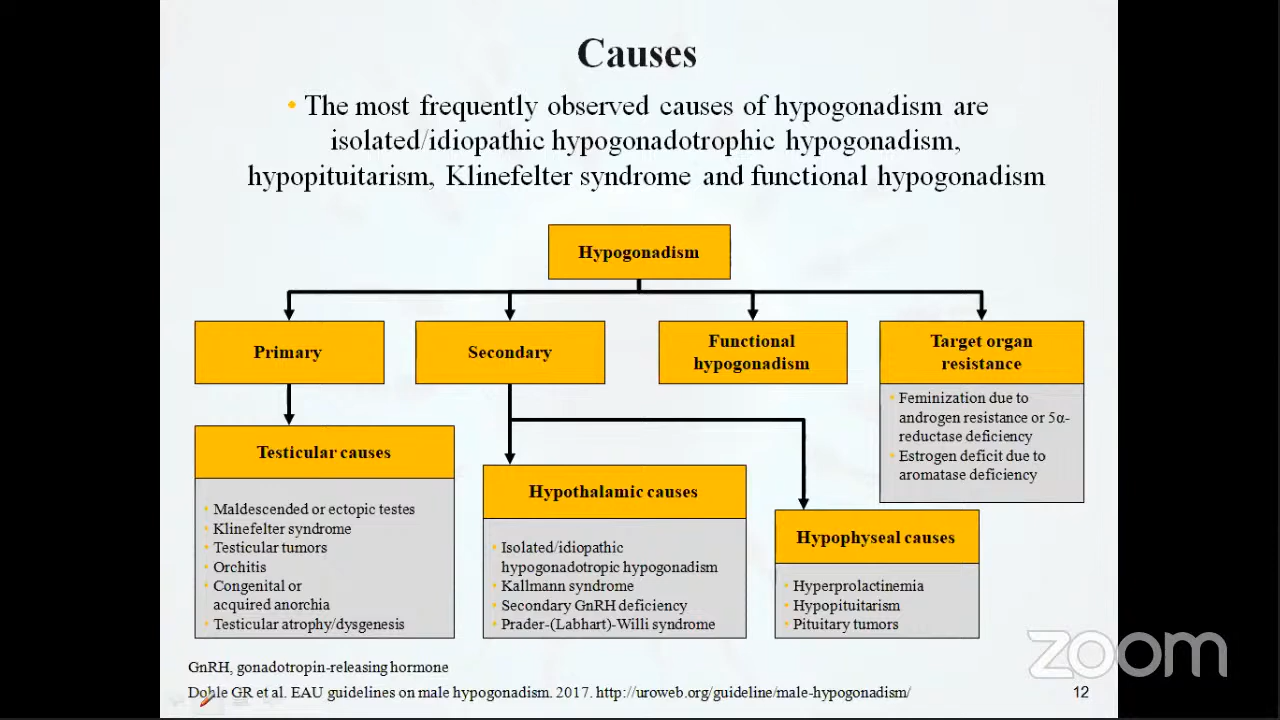 Causes
• The most frequently observed causes of hypogonadism are
isolated/idiopathic hypogonadotrophic hypogonadism,
hypopituitarism, Klinefelter syndrome and functional hypogonadism
Hypogonadism
Primary
Secondary
Functional
hypogonadism
Target organ
resistance
• Feminization due to
androgen resistance or 5α-
reductase deficiency
• Estrogen deficit due to
aromatase deficiency
Testicular causes
• Maldescended or ectopic testes
• Klinefelter syndrome
• Testicular tumors
• Orchitis
• Congenital or
acquired anorchia
• Testicular atrophy/dysgenesis
Hypothalamic causes
• Isolated/idiopathic
hypogonadotropic hypogonadism
• Kallmann syndrome
• Secondary GnRH deficiency
• Prader-(Labhart)-Willi syndrome
Hypophyseal causes
• Hyperprolactinemia
• Hypopituitarism
• Pituitary tumors
GnRH, gonadotropin-releasing hormone
Dohle GR et al. EAU guidelines on male hypogonadism. 2017. http://uroweb.org/guideline/male-hypogonadism/
12
zoom